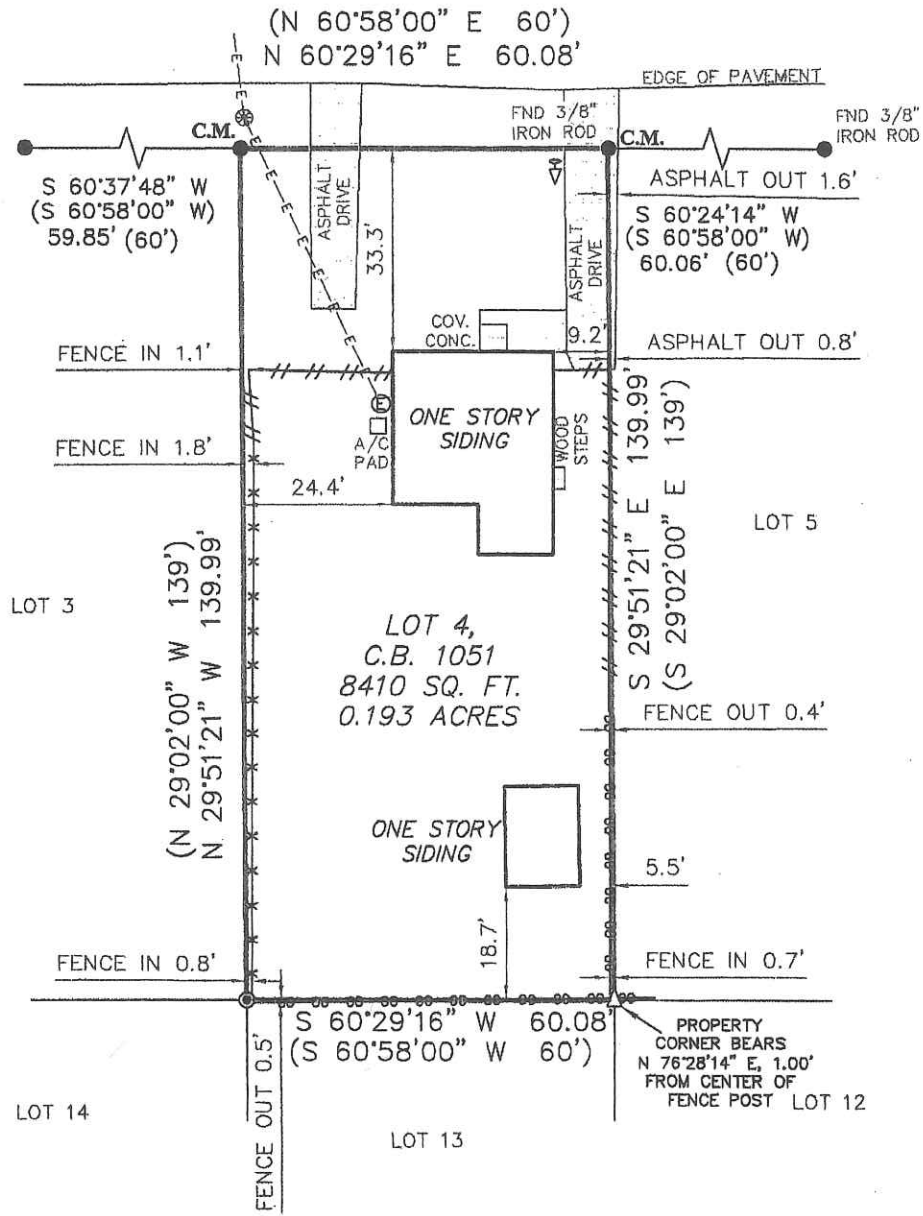 (N 60°58'00" E 60')
N 60°29'16" E 60.08'
EDGE OF PAVEMENT
E
E
FND 3/8"
IRON ROD
FND 3/8"
IRON ROD
C.M.
C.M.
S 60°37'48" W
(S 60°58'00" W)
59.85' (60')
E
E
E
E
E
E
E
ASPHALT
DRIVE
33.3'
ASPHALT
DRIVE
ASPHALT OUT 1.6'
S 60°24'14" W
(S 60°58'00" W)
60.06' (60')
COV.
CONC.
9.2'
ASPHALT OUT 0.8'
FENCE IN 1.1'
E
A/C
PAD
ONE STORY
SIDING
WOOD
STEPS
FENCE IN 1.8'
24.4'
S 29°51'21" E 139.99'
(S 29°02'00" E 139')
LOT 5
(N 29°02'00" W 139')
N 29°51'21" W 139.99'
LOT 3
LOT 4,
C.B. 1051
8410 SQ. FT.
0.193 ACRES
FENCE OUT 0.4'
ONE STORY
SIDING
5.5'
18.7'
FENCE IN 0.8'
FENCE IN 0.7'
S 60°29'16" W 60.08'
(S 60°58'00" W 60')
FENCE OUT 0.5'
PROPERTY
CORNER BEARS
N 76°28'14" E, 1.00'
FROM CENTER OF
FENCE POST
LOT 12
LOT 14
LOT 13